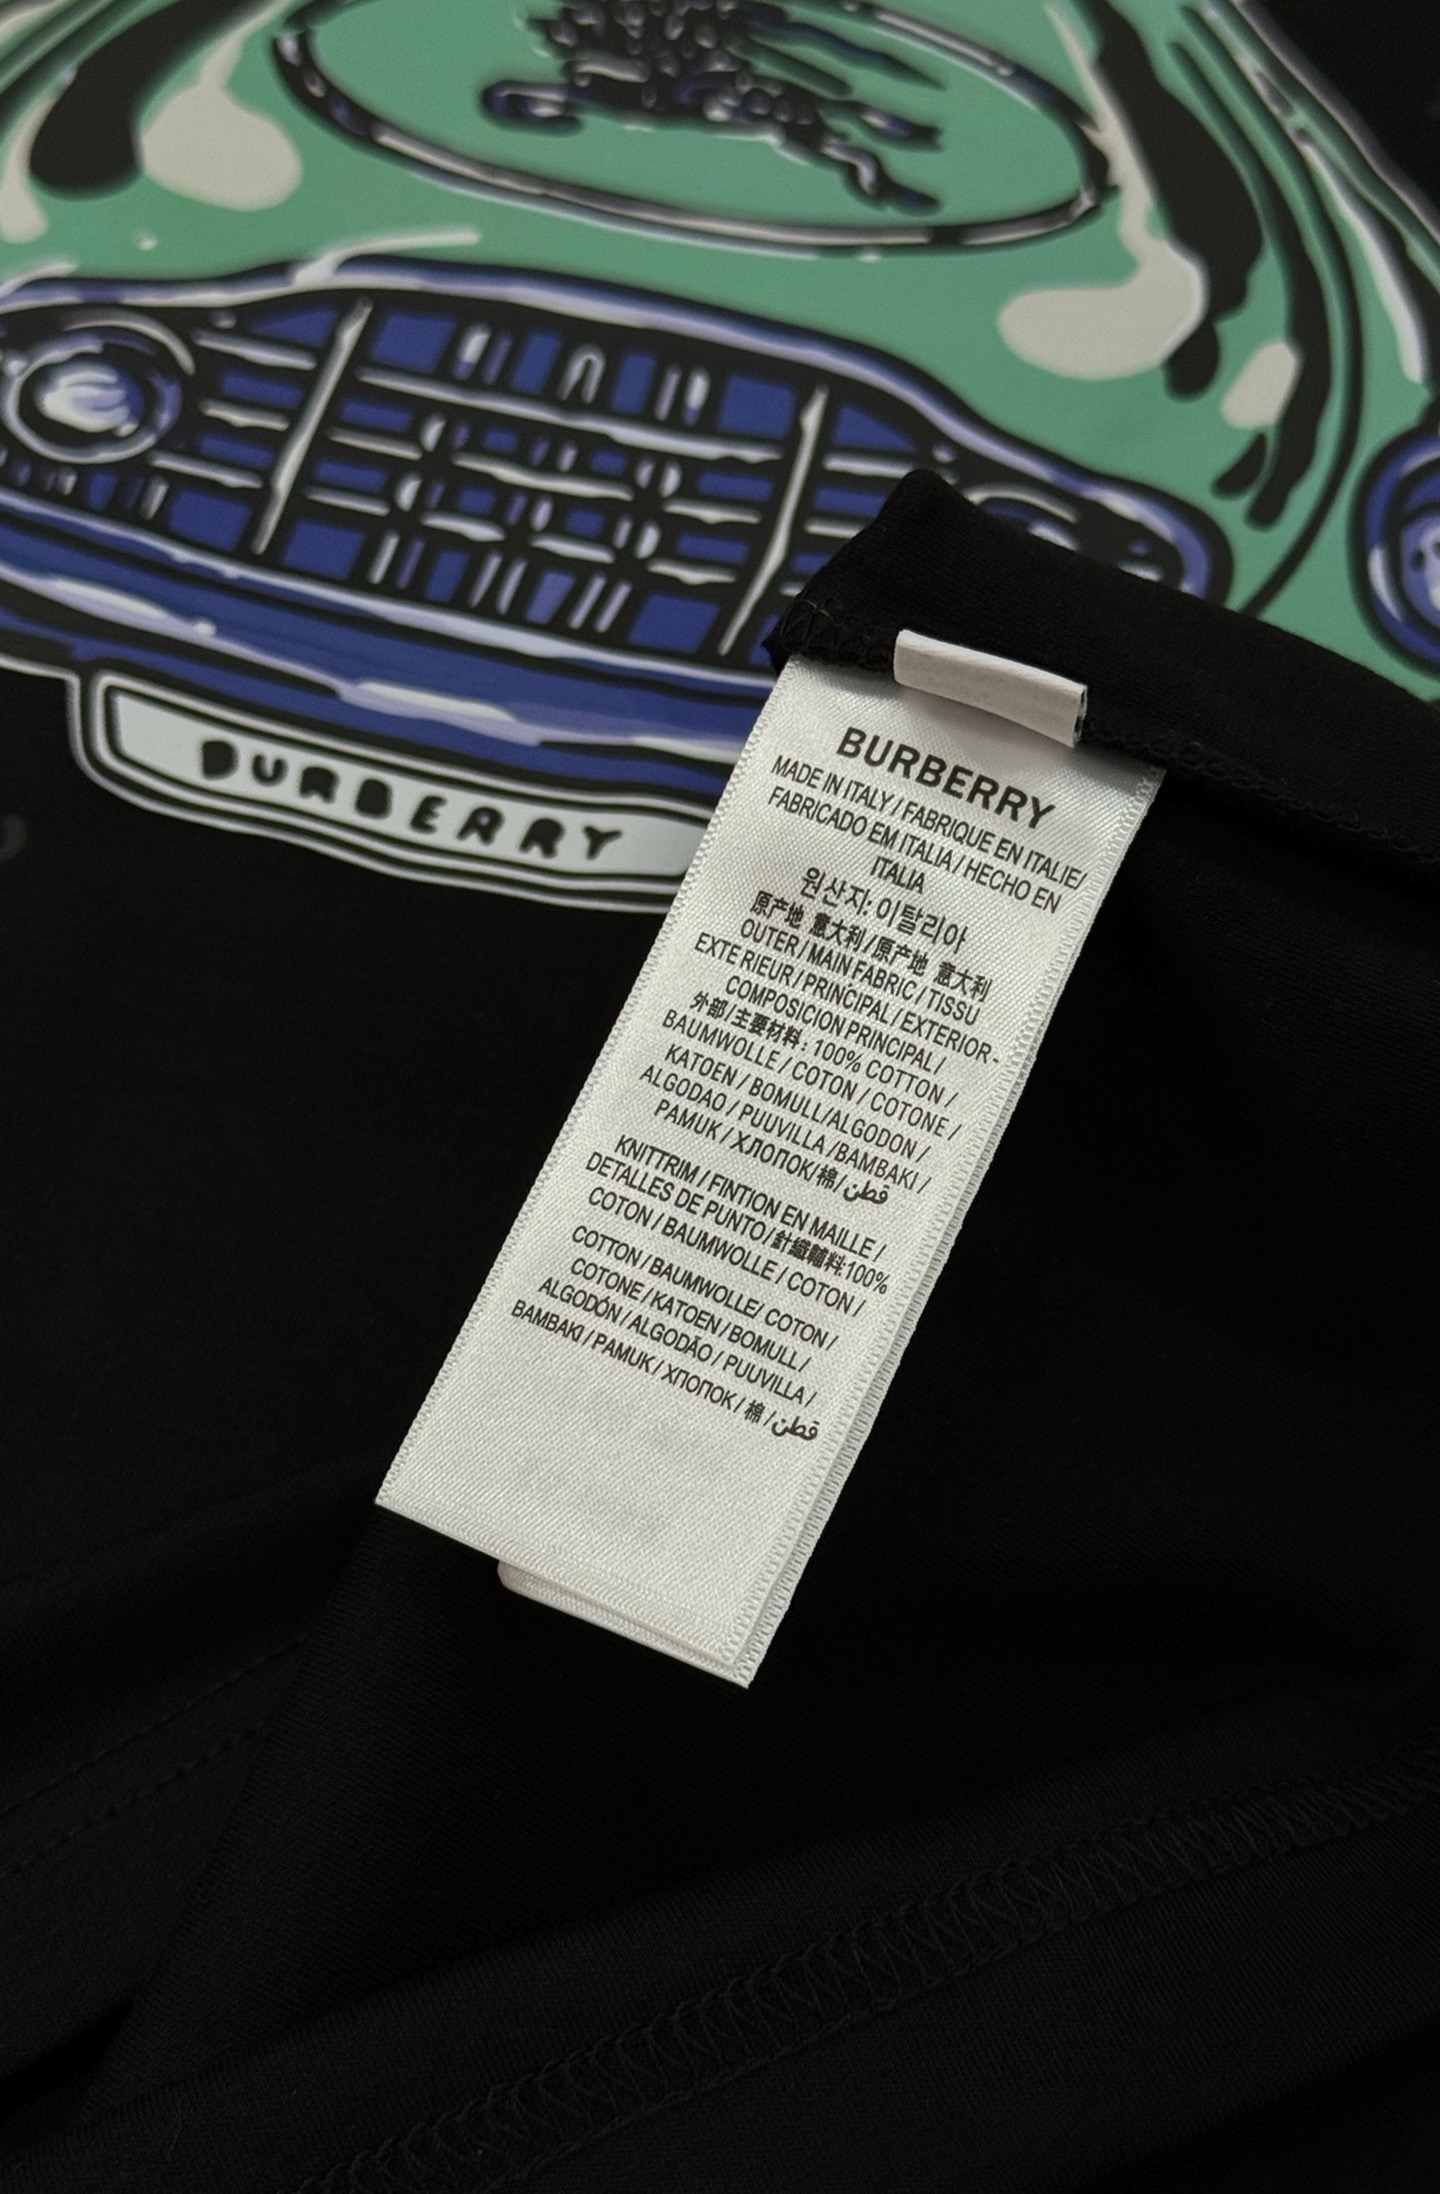 BURBERRY
BURBERRY
MADE IN ITALY / FABRIQUE EN ITALIE/
FABRICADO EM ITALIA / HECHO EN
ITALIA
원산지: 이탈리아
原产地 意大利/原产地 意大利
OUTER / MAIN FABRIC / TISSU
EXTE RIEUR / PRINCIPAL / EXTERIOR-
COMPOSICION PRINCIPAL /
外部/主要材料: 100% COTTON /
BAUMWOLLE / COTON / COTONE /
KATOEN / BOMULL/ALGODON /
ALGODAO / PUUVILLA /BAMBAKI /
PAMUK / ХЛОПОК/棉/قطن
KNITTRIM / FINTION EN MAILLE /
DETALLES DE PUNTO/針織輔料:100%
COTON / BAUMWOLLE / COTON /
COTTON / BAUMWOLLE/ COTON /
COTONE / KATOEN / BOMULL /
ALGODÓN / ALGODÃO / PUUVILLA /
BAMBAKI / PAMUK / ХЛОПОК / 棉 /قطن